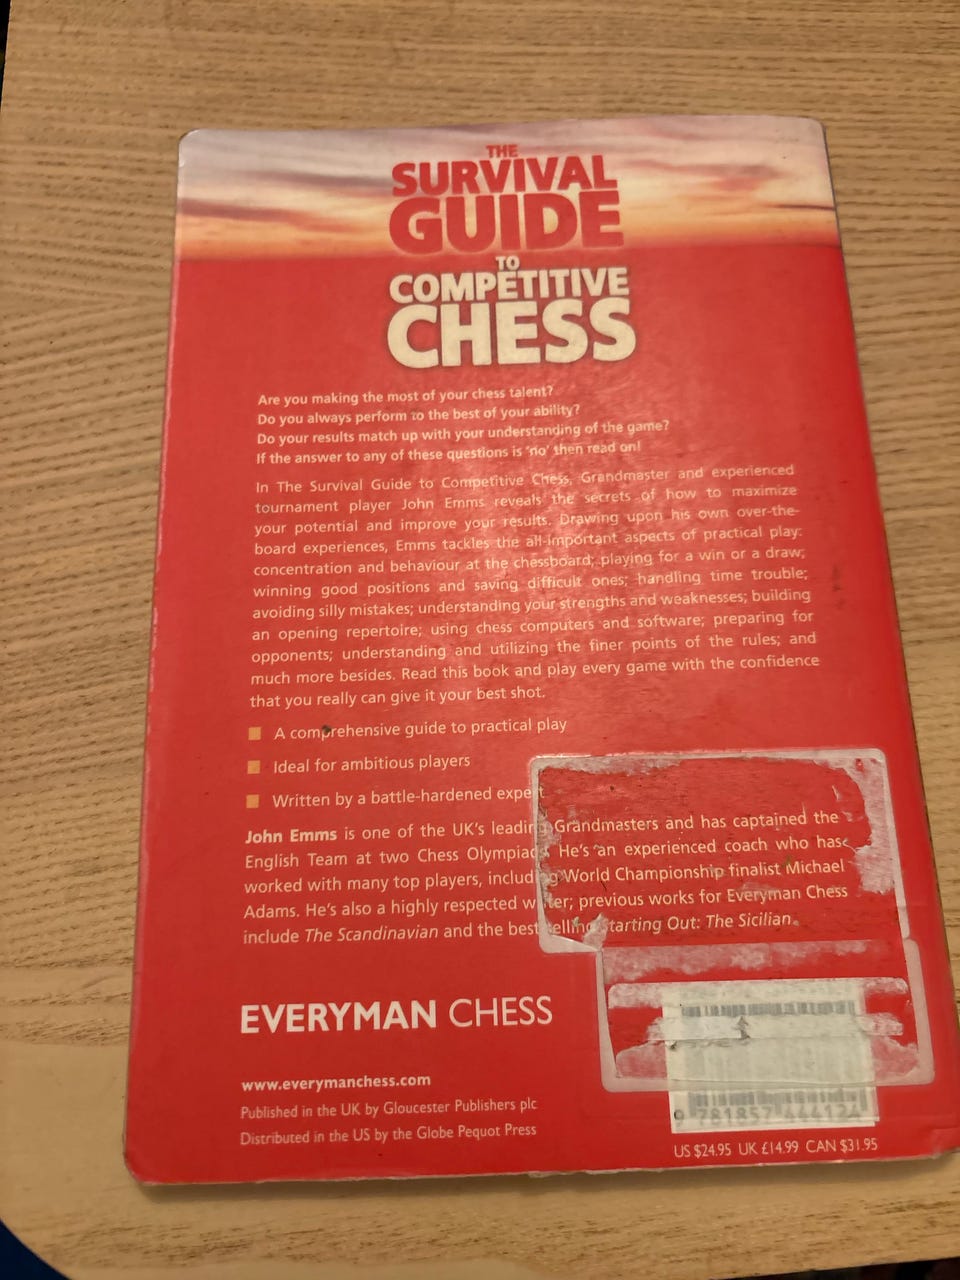 THE
SURVIVAL
GUIDE
TO
COMPETITIVE
CHESS
Are you making the most of your chess talent?
Do you always perform to the best of your ability?
Do your results match up with your understanding of the game?
If the answer to any of these questions is 'no' then read on!
In The Survival Guide to Competitive Chess, Grandmaster and experienced
tournament player John Emms reveals the secrets of how to maximize
your potential and improve your results. Drawing upon his own over-the-
board experiences, Emms tackles the all-important aspects of practical play:
concentration and behaviour at the chessboard; playing for a win or a draw;
winning good positions and saving difficult ones; handling time trouble;
avoiding silly mistakes; understanding your strengths and weaknesses; building
an opening repertoire; using chess computers and software; preparing for
opponents; understanding and utilizing the finer points of the rules; and
much more besides. Read this book and play every game with the confidence
that you really can give it your best shot.
A comprehensive guide to practical play
Ideal for ambitious players
Written by a battle-hardened expert
John Emms is one of the UK's leading Grandmasters and has captained the
English Team at two Chess Olympiads. He's an experienced coach who has
worked with many top players, including World Championship finalist Michael
Adams. He's also a highly respected writer; previous works for Everyman Chess
include The Scandinavian and the bestselling Starting Out: The Sicilian.
EVERYMAN CHESS
www.everymanchess.com
Published in the UK by Gloucester Publishers plc
Distributed in the US by the Globe Pequot Press
9 781857 444124
US $24.95 UK £14.99 CAN $31.95